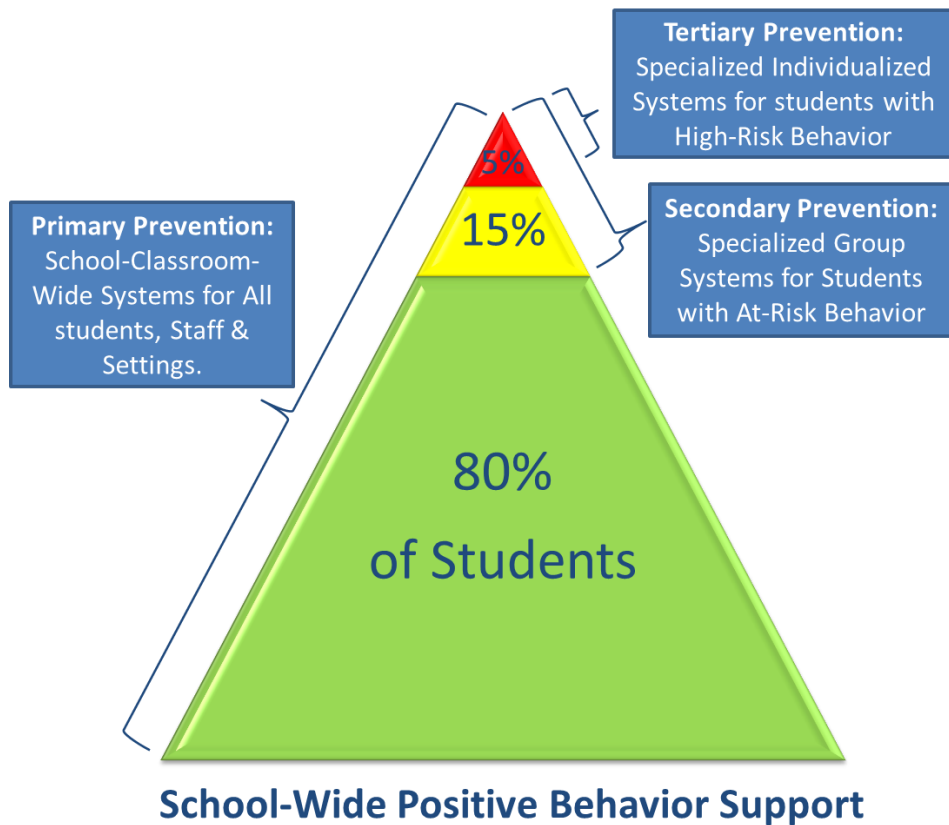 Tertiary Prevention:
Specialized Individualized
Systems for students with
High-Risk Behavior
5%
15%
Primary Prevention:
School-Classroom-
Wide Systems for All
students, Staff &
Settings.
Secondary Prevention:
Specialized Group
Systems for Students
with At-Risk Behavior
80%
of Students
School-Wide Positive Behavior Support